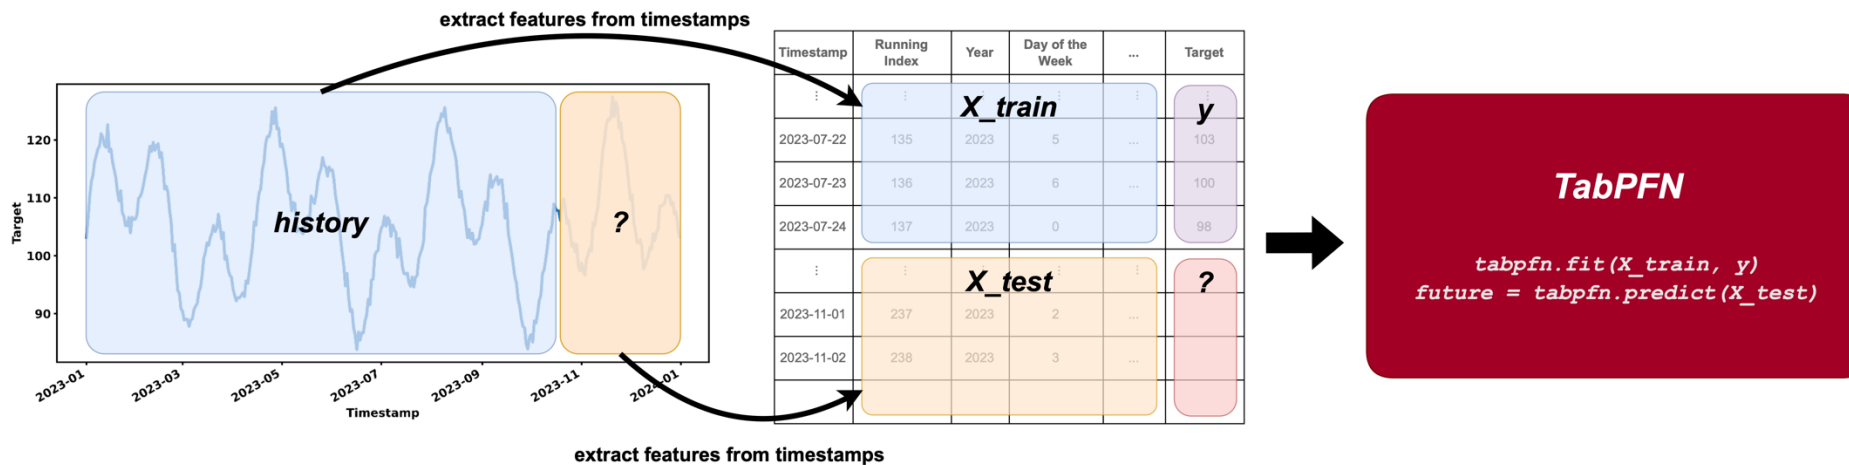 extract features from timestamps
Target
120
110
100
90
history
?
2023-01
2023-03
2023-05
2023-07
2023-09
2023-11
2024-01
Timestamp
extract features from timestamps
Timestamp Running Index Year Day of the Week ... Target
⋮ ⋮ ⋮ ⋮ ⋮
X_train y
2023-07-22 135 2023 5 ... 103
2023-07-23 136 2023 6 100
2023-07-24 137 2023 0 98
⋮ ⋮ ⋮
X_test ?
2023-11-01 237 2023 2 ...
2023-11-02 238 2023 3 ...
TabPFN
tabpfn.fit(X_train, y)
future = tabpfn.predict(X_test)